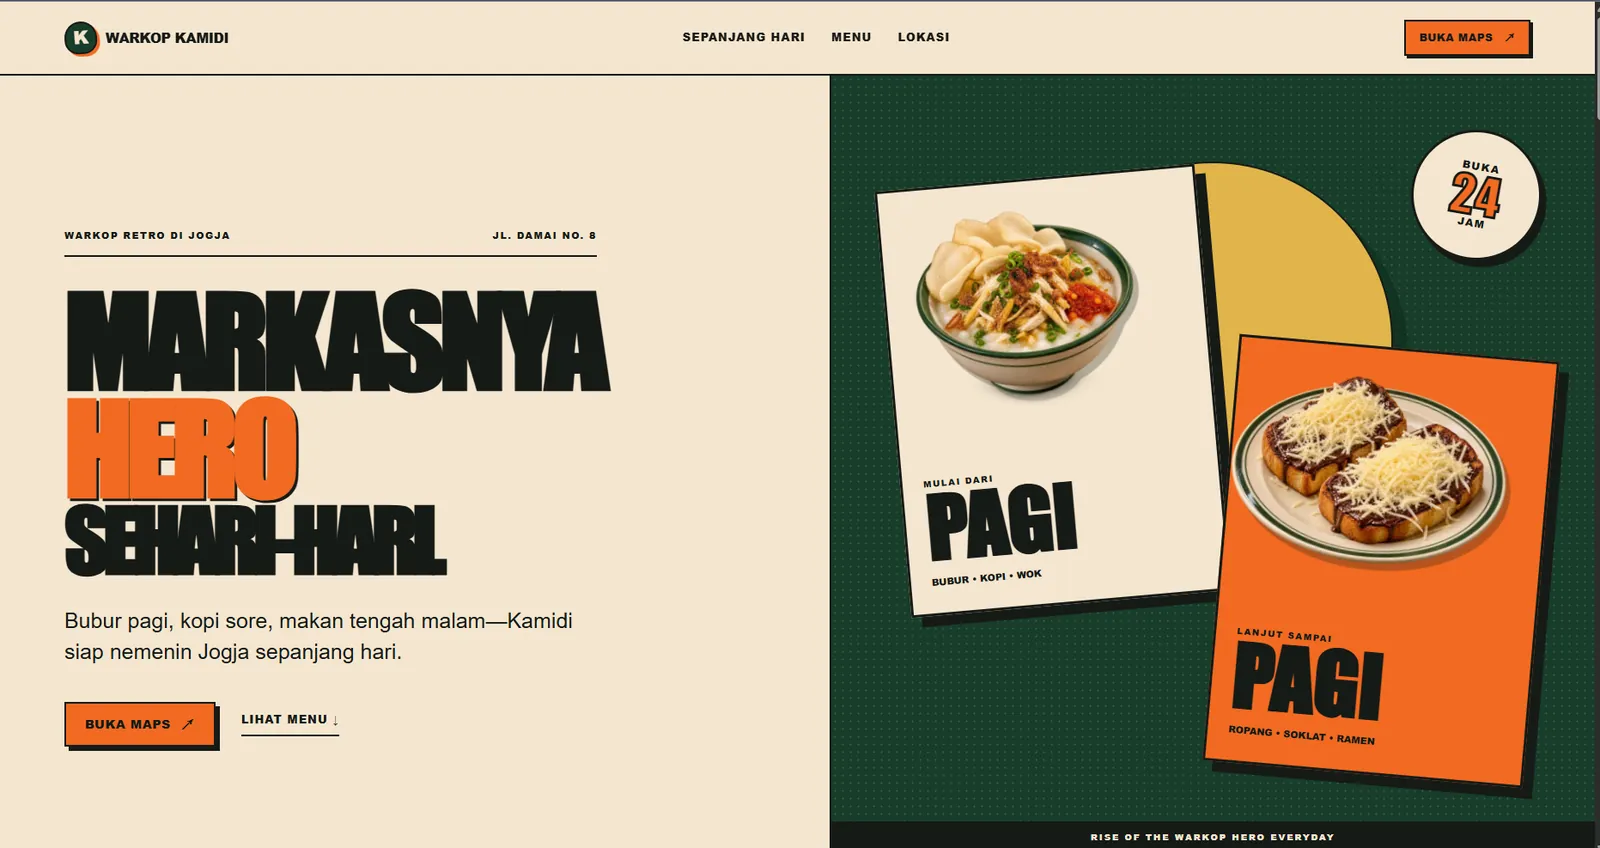 K WARKOP KAMIDI
SEPANJANG HARI MENU LOKASI
BUKA MAPS ↗
WARKOP RETRO DI JOGJA
JL. DAMAI NO. 8
MARKASNYA
HERO
SEHARI-HARI.
Bubur pagi, kopi sore, makan tengah malam—Kamidi
siap nemenin Jogja sepanjang hari.
BUKA MAPS ↗
LIHAT MENU ↓
BUKA
24
JAM
MULAI DARI
PAGI
BUBUR • KOPI • WOK
LANJUT SAMPAI
PAGI
ROPANG • SOKLAT • RAMEN
RISE OF THE WARKOP HERO EVERYDAY